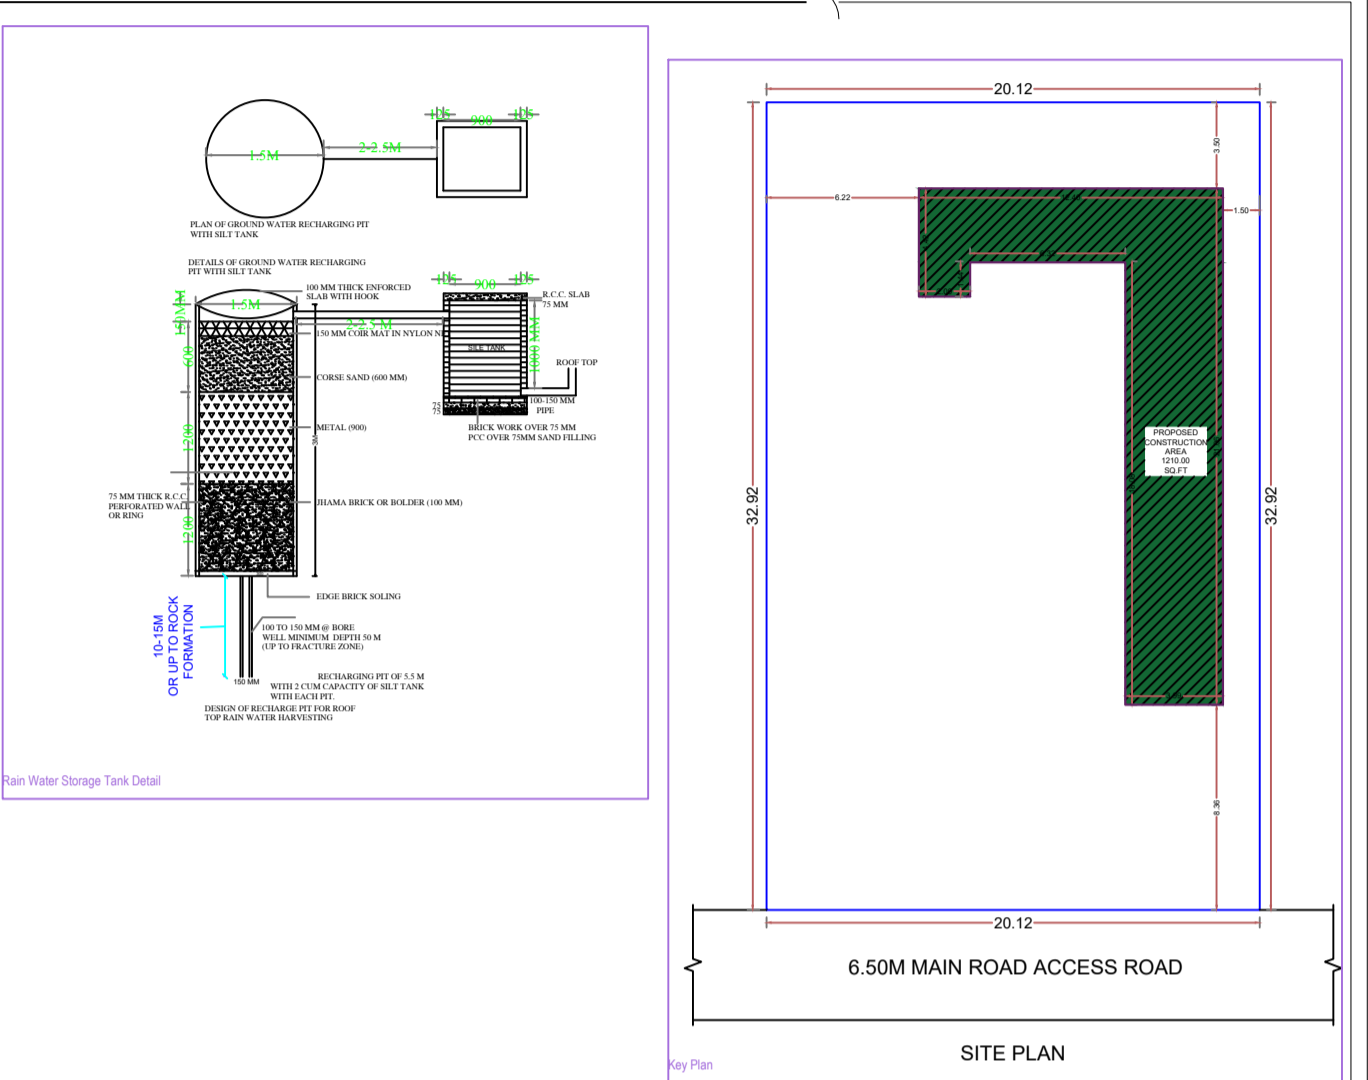 1.5M
2-2.5M
125
900
125
PLAN OF GROUND WATER RECHARGING PIT
WITH SILT TANK
DETAILS OF GROUND WATER RECHARGING
PIT WITH SILT TANK
100 MM THICK ENFORCED
SLAB WITH HOOK
1.5M
150MM
2-2.5 M
150 MM COIR MAT IN NYLON N
600
CORSE SAND (600 MM)
1200
METAL (900)
3M
75 MM THICK R.C.C.
PERFORATED WALL
OR RING
JHAMA BRICK OR BOLDER (100 MM)
1200
EDGE BRICK SOLING
10-15M
OR UP TO ROCK
FORMATION
100 TO 150 MM @ BORE
WELL MINIMUM DEPTH 50 M
(UP TO FRACTURE ZONE)
150 MM
RECHARGING PIT OF 5.5 M
WITH 2 CUM CAPACITY OF SILT TANK
WITH EACH PIT.
DESIGN OF RECHARGE PIT FOR ROOF
TOP RAIN WATER HARVESTING
125
900
125
R.C.C. SLAB
75 MM
SILE TANK
ROOF TOP
100-150 MM
PIPE
75
75
BRICK WORK OVER 75 MM
PCC OVER 75MM SAND FILLING
Rain Water Storage Tank Detail
20.12
3.50
6.22
1.50
32.92
32.92
PROPOSED
CONSTRUCTION
AREA
1210.00
SQ.FT
8.36
20.12
6.50M MAIN ROAD ACCESS ROAD
SITE PLAN
Key Plan